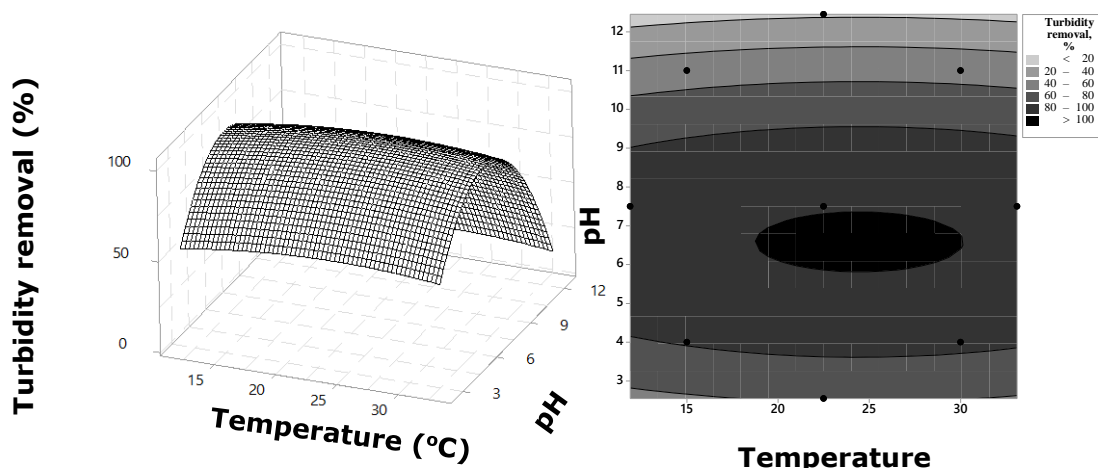 Turbidity removal (%)
100
50
0
15
20
25
30
Temperature (°C)
3
6
9
12
pH
pH
12
11
10
9
8
7
6
5
4
3
15
20
25
30
Temperature
Turbidity
removal,
%
< 20
20 – 40
40 – 60
60 – 80
80 – 100
> 100